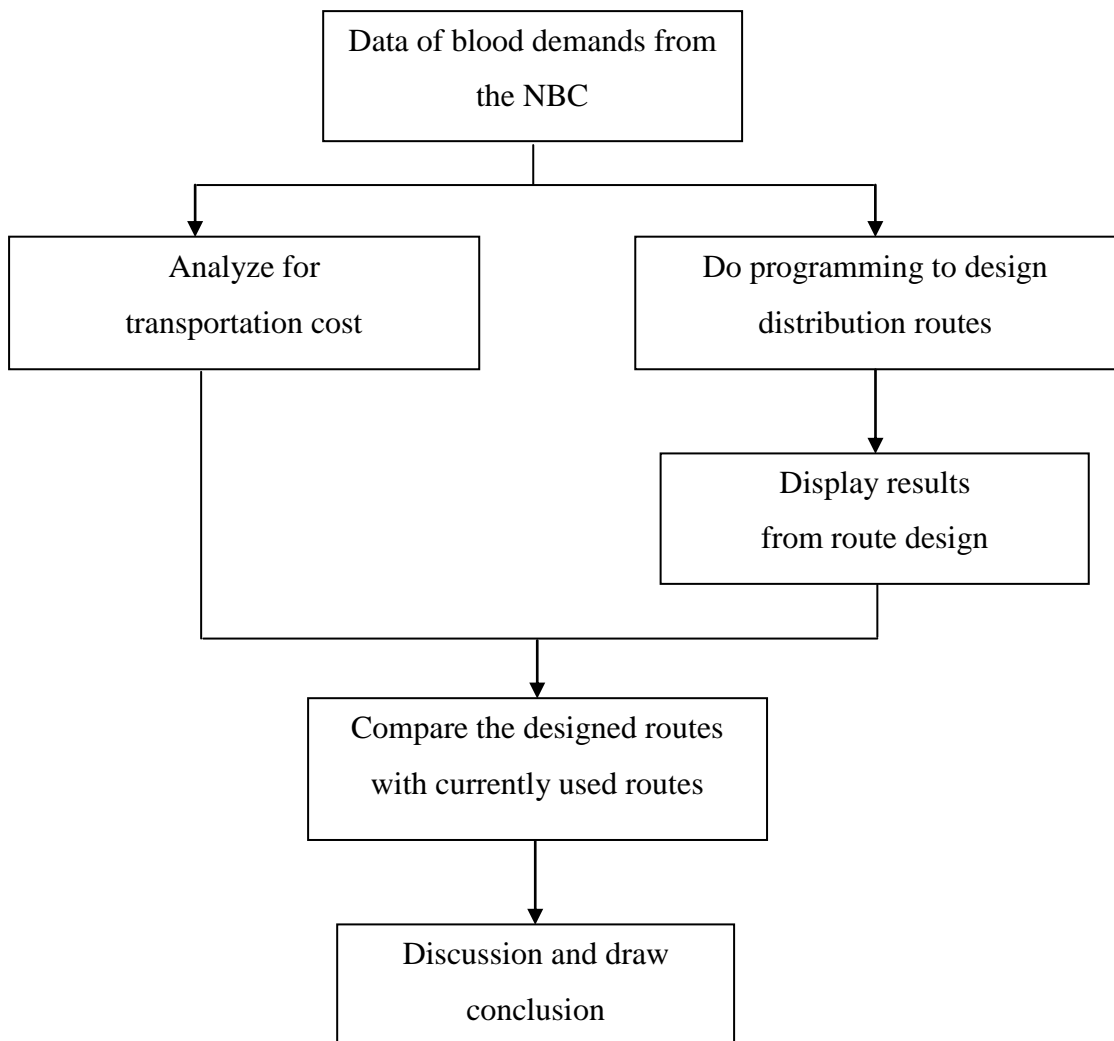 Data of blood demands from
the NBC
Analyze for
transportation cost
Do programming to design
distribution routes
Display results
from route design
Compare the designed routes
with currently used routes
Discussion and draw
conclusion